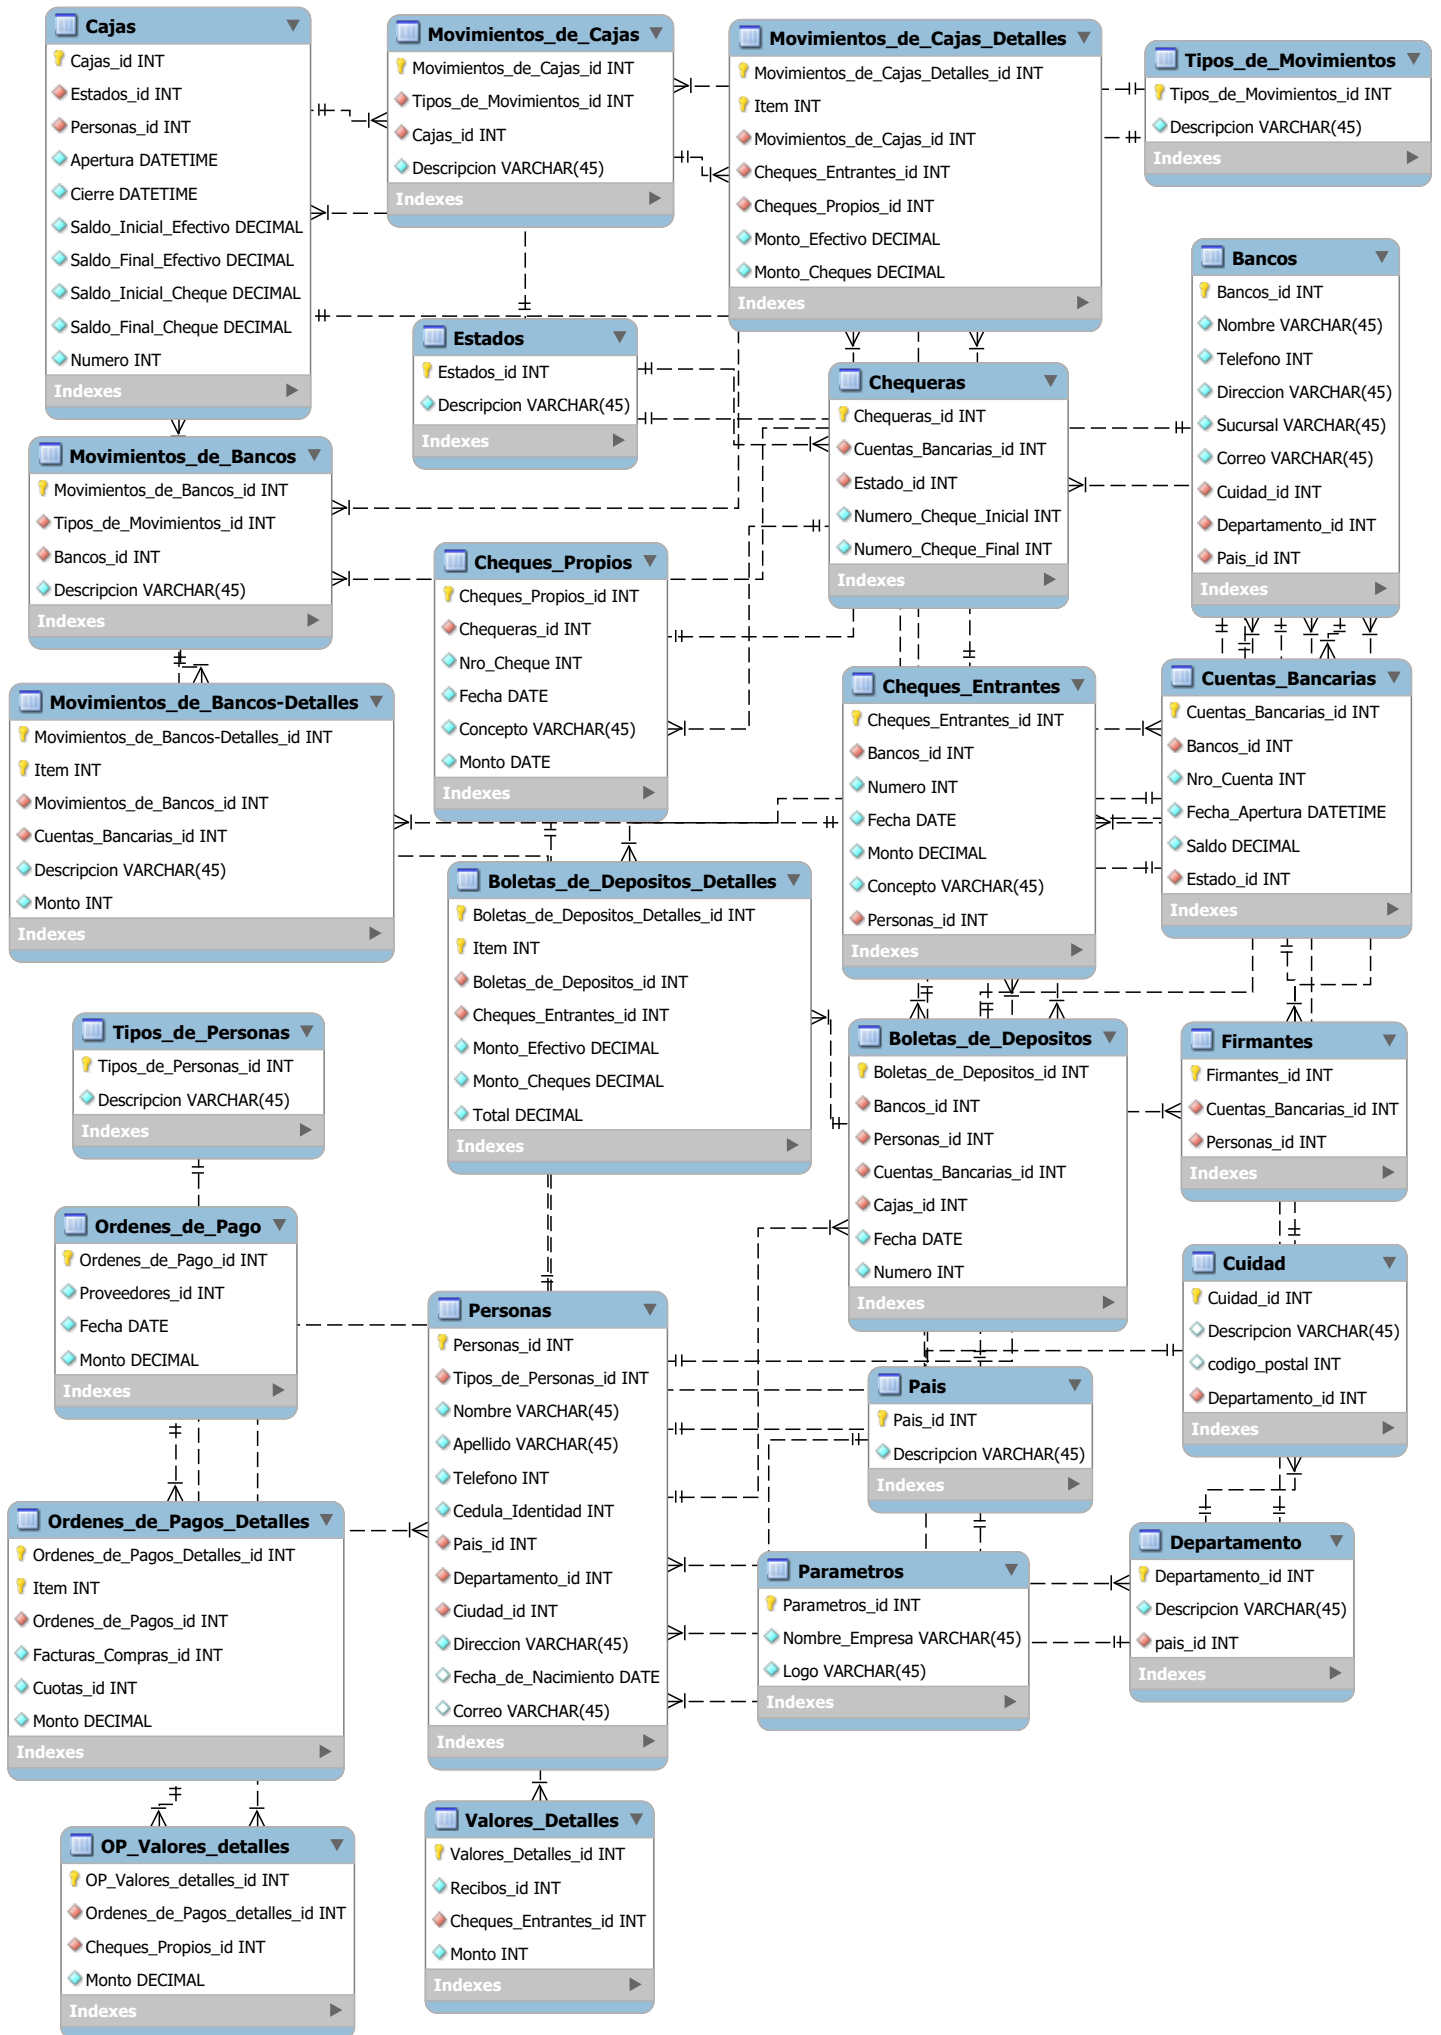 Cajas
Cajas_id INT
Estados_id INT
Personas_id INT
Apertura DATETIME
Cierre DATETIME
Saldo_Inicial_Efectivo DECIMAL
Saldo_Final_Efectivo DECIMAL
Saldo_Inicial_Cheque DECIMAL
Saldo_Final_Cheque DECIMAL
Numero INT
Indexes
Movimientos_de_Cajas
Movimientos_de_Cajas_id INT
Tipos_de_Movimientos_id INT
Cajas_id INT
Descripcion VARCHAR(45)
Indexes
Movimientos_de_Cajas_Detalles
Movimientos_de_Cajas_Detalles_id INT
Item INT
Movimientos_de_Cajas_id INT
Cheques_Entrantes_id INT
Cheques_Propios_id INT
Monto_Efectivo DECIMAL
Monto_Cheques DECIMAL
Indexes
Tipos_de_Movimientos
Tipos_de_Movimientos_id INT
Descripcion VARCHAR(45)
Indexes
Bancos
Bancos_id INT
Nombre VARCHAR(45)
Telefono INT
Direccion VARCHAR(45)
Sucursal VARCHAR(45)
Correo VARCHAR(45)
Cuidad_id INT
Departamento_id INT
Pais_id INT
Indexes
Estados
Estados_id INT
Descripcion VARCHAR(45)
Indexes
Chequeras
Chequeras_id INT
Cuentas_Bancarias_id INT
Estado_id INT
Numero_Cheque_Inicial INT
Numero_Cheque_Final INT
Indexes
Movimientos_de_Bancos
Movimientos_de_Bancos_id INT
Tipos_de_Movimientos_id INT
Bancos_id INT
Descripcion VARCHAR(45)
Indexes
Cheques_Propios
Cheques_Propios_id INT
Chequeras_id INT
Nro_Cheque INT
Fecha DATE
Concepto VARCHAR(45)
Monto DATE
Indexes
Movimientos_de_Bancos-Detalles
Movimientos_de_Bancos-Detalles_id INT
Item INT
Movimientos_de_Bancos_id INT
Cuentas_Bancarias_id INT
Descripcion VARCHAR(45)
Monto INT
Indexes
Cheques_Entrantes
Cheques_Entrantes_id INT
Bancos_id INT
Numero INT
Fecha DATE
Monto DECIMAL
Concepto VARCHAR(45)
Personas_id INT
Indexes
Cuentas_Bancarias
Cuentas_Bancarias_id INT
Bancos_id INT
Nro_Cuenta INT
Fecha_Apertura DATETIME
Saldo DECIMAL
Estado_id INT
Indexes
Boletas_de_Depositos_Detalles
Boletas_de_Depositos_Detalles_id INT
Item INT
Boletas_de_Depositos_id INT
Cheques_Entrantes_id INT
Monto_Efectivo DECIMAL
Monto_Cheques DECIMAL
Total DECIMAL
Indexes
Tipos_de_Personas
Tipos_de_Personas_id INT
Descripcion VARCHAR(45)
Indexes
Boletas_de_Depositos
Boletas_de_Depositos_id INT
Bancos_id INT
Personas_id INT
Cuentas_Bancarias_id INT
Cajas_id INT
Fecha DATE
Numero INT
Indexes
Firmantes
Firmantes_id INT
Cuentas_Bancarias_id INT
Personas_id INT
Indexes
Ordenes_de_Pago
Ordenes_de_Pago_id INT
Proveedores_id INT
Fecha DATE
Monto DECIMAL
Indexes
Personas
Personas_id INT
Tipos_de_Personas_id INT
Nombre VARCHAR(45)
Apellido VARCHAR(45)
Telefono INT
Cedula_Identidad INT
Pais_id INT
Departamento_id INT
Ciudad_id INT
Direccion VARCHAR(45)
Fecha_de_Nacimiento DATE
Correo VARCHAR(45)
Indexes
Cuidad
Cuidad_id INT
Descripcion VARCHAR(45)
codigo_postal INT
Departamento_id INT
Indexes
Pais
Pais_id INT
Descripcion VARCHAR(45)
Indexes
Ordenes_de_Pagos_Detalles
Ordenes_de_Pagos_Detalles_id INT
Item INT
Ordenes_de_Pagos_id INT
Facturas_Compras_id INT
Cuotas_id INT
Monto DECIMAL
Indexes
Parametros
Parametros_id INT
Nombre_Empresa VARCHAR(45)
Logo VARCHAR(45)
Indexes
Departamento
Departamento_id INT
Descripcion VARCHAR(45)
pais_id INT
Indexes
OP_Valores_detalles
OP_Valores_detalles_id INT
Ordenes_de_Pagos_detalles_id INT
Cheques_Propios_id INT
Monto DECIMAL
Indexes
Valores_Detalles
Valores_Detalles_id INT
Recibos_id INT
Cheques_Entrantes_id INT
Monto INT
Indexes